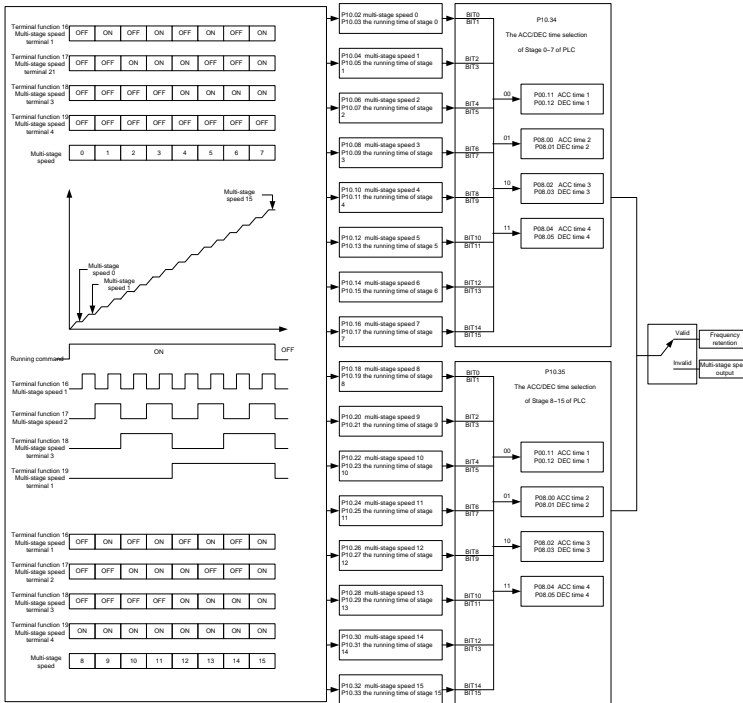 Terminal function 16
Multi-stage speed
terminal 1
OFF ON OFF ON OFF ON OFF ON
Terminal function 17
Multi-stage speed
terminal 21
OFF OFF ON ON OFF OFF ON ON
Terminal function 18
Multi-stage speed
terminal 3
OFF OFF OFF OFF ON ON ON ON
Terminal function 19
Multi-stage speed
terminal 4
OFF OFF OFF OFF OFF OFF OFF OFF
Multi-stage
speed
0 1 2 3 4 5 6 7
Multi-stage
speed 15
Multi-stage
speed 0
Multi-stage
speed 1
Running command
ON
OFF
Terminal function 16
Multi-stage speed 1
Terminal function 17
Multi-stage speed 2
Terminal function 18
Multi-stage speed
terminal 3
Terminal function 19
Multi-stage speed
terminal 1
Terminal function 16
Multi-stage speed
terminal 1
OFF ON OFF ON OFF ON OFF ON
Terminal function 17
Multi-stage speed
terminal 2
OFF OFF ON ON OFF OFF ON ON
Terminal function 18
Multi-stage speed
terminal 3
OFF OFF OFF OFF ON ON ON ON
Terminal function 19
Multi-stage speed
terminal 4
ON ON ON ON ON ON ON ON
Multi-stage
speed
8 9 10 11 12 13 14 15
P10.02 multi-stage speed 0
P10.03 the running time of stage 0
P10.04 multi-stage speed 1
P10.05 the running time of stage
1
P10.06 multi-stage speed 2
P10.07 the running time of stage
2
P10.08 multi-stage speed 3
P10.09 the running time of stage
3
P10.10 multi-stage speed 4
P10.11 the running time of stage
4
P10.12 multi-stage speed 5
P10.13 the running time of stage 5
P10.14 multi-stage speed 6
P10.15 the running time of stage 6
P10.16 multi-stage speed 7
P10.17 the running time of stage
7
P10.18 multi-stage speed 8
P10.19 the running time of stage
8
P10.20 multi-stage speed 9
P10.21 the running time of stage 9
P10.22 multi-stage speed 10
P10.23 the running time of stage
10
P10.24 multi-stage speed 11
P10.25 the running time of stage
11
P10.26 multi-stage speed 12
P10.27 the running time of stage
12
P10.28 multi-stage speed 13
P10.29 the running time of stage
13
P10.30 multi-stage speed 14
P10.31 the running time of stage
14
P10.32 multi-stage speed 15
P10.33 the running time of stage 15
BIT0
BIT1
BIT2
BIT3
BIT4
BIT5
BIT6
BIT7
BIT8
BIT9
BIT10
BIT11
BIT12
BIT13
BIT14
BIT15
P10.34
The ACC/DEC time selection
of Stage 0~7 of PLC
00
P00.11 ACC time 1
P00.12 DEC time 1
01
P08.00 ACC time 2
P08.01 DEC time 2
10
P08.02 ACC time 3
P08.03 DEC time 3
11
P08.04 ACC time 4
P08.05 DEC time 4
BIT0
BIT1
BIT2
BIT3
BIT4
BIT5
BIT6
BIT7
BIT8
BIT9
BIT10
BIT11
BIT12
BIT13
BIT14
BIT15
P10.35
The ACC/DEC time selection
of Stage 8~15 of PLC
00
P00.11 ACC time 1
P00.12 DEC time 1
01
P08.00 ACC time 2
P08.01 DEC time 2
10
P08.02 ACC time 3
P08.03 DEC time 3
11
P08.04 ACC time 4
P08.05 DEC time 4
Valid
Frequency
retention
Invalid
Multi-stage spe
output